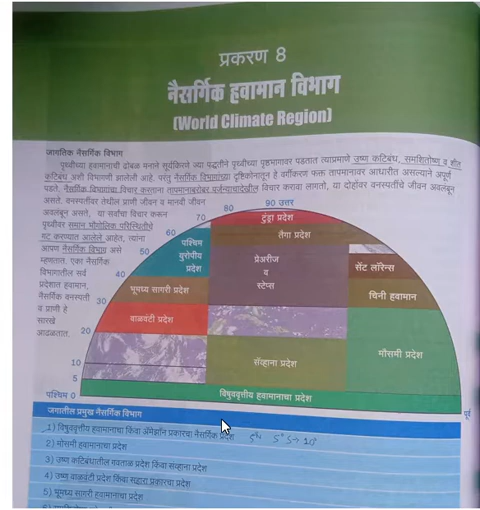 प्रकरण 8
नैसर्गिक हवामान विभाग
(World Climate Region)
जागतिक नैसर्गिक विभाग
पृथ्वीच्या हवामानाची ढोबळ मनाने सूर्यकिरणे ज्या पद्धतीने पृथ्वीच्या पृष्ठभागावर पडतात त्याप्रमाणे उष्ण कटिबंध, समशितोष्ण व शीत
कटिबंध अशी विभागणी आलेली आहे. परंतु नैसर्गिक विभागांच्या दृष्टिकोनातून हे वर्गीकरण फक्त तापमानावर आधारीत असल्याने अपूर्ण
पडते. नैसर्गिक विभागांचा विचार करताना तापमानाबरोबर पर्जन्याचादेखील विचार करावा लागतो, या दोहोंवर वनस्पतींचे जीवन अवलंबून
असते. वनस्पतींवर तेथील प्राणी जीवन व मानवी जीवन
अवलंबून असते, या सर्वांचा विचार करून
पृथ्वीवर समान भौगोलिक परिस्थितीचे
गट करण्यात आलेले आहेत, त्यांना
आपण नैसर्गिक विभाग असे
म्हणतात. एका नैसर्गिक
विभागातील सर्व
प्रदेशात हवामान,
नैसर्गिक वनस्पती
व प्राणी हे
सारखे
आढळतात.
90 उत्तर
80
70
60
50
40
30
20
10
5
पश्चिम 0
पूर्व
टुंड्रा प्रदेश
तैगा प्रदेश
पश्चिम
युरोपीय
प्रदेश
प्रेअरीज
व
स्टेप्स
सेंट लॉरेन्स
भूमध्य सागरी प्रदेश
चिनी हवामान
वाळवंटी प्रदेश
सॅव्हाना प्रदेश
मौसमी प्रदेश
विषुववृत्तीय हवामानाचा प्रदेश
जगातील प्रमुख नैसर्गिक विभाग
1) विषुववृत्तीय हवामानाचा किंवा ॲमेझॉन प्रकारचा नैसर्गिक प्रदेश
2) मोसमी हवामानाचा प्रदेश
3) उष्ण कटिबंधातील गवताळ प्रदेश किंवा सव्हाना प्रदेश
4) उष्ण वाळवंटी प्रदेश किंवा सहारा प्रकारचा प्रदेश
5) भूमध्य सागरी हवामानाचा प्रदेश